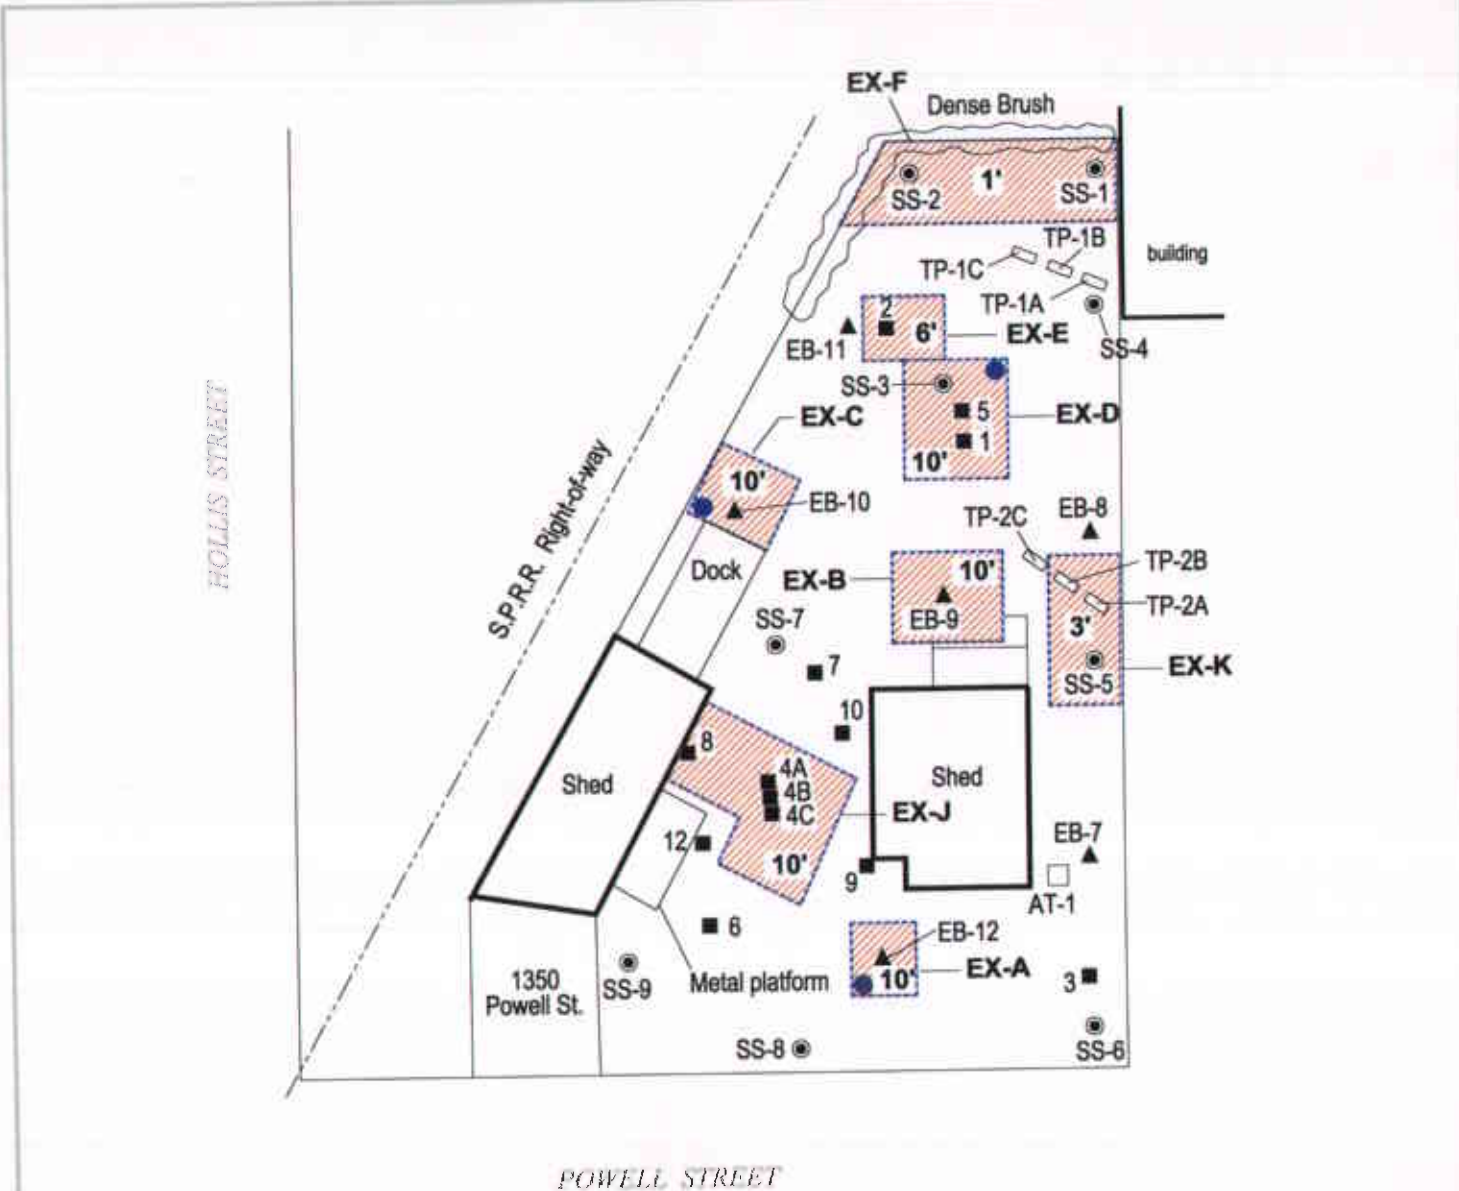 EX-F
Dense Brush
1'
SS-2
SS-1
TP-1B
building
TP-1C
TP-1A
2
6'
EX-E
EB-11
SS-4
SS-3
HOLLIS STREET
EX-C
5
EX-D
1
10'
10'
S.P.R.R. Right-of-way
EB-10
TP-2C
EB-8
Dock
EX-B
10'
TP-2B
SS-7
EB-9
TP-2A
3'
7
EX-K
SS-5
10
8
4A
Shed
Shed
4B
4C
EX-J
12
EB-7
10'
9
AT-1
6
EB-12
EX-A
1350
Powell St.
SS-9
Metal platform
10'
3
SS-8
SS-6
POWELL STREET